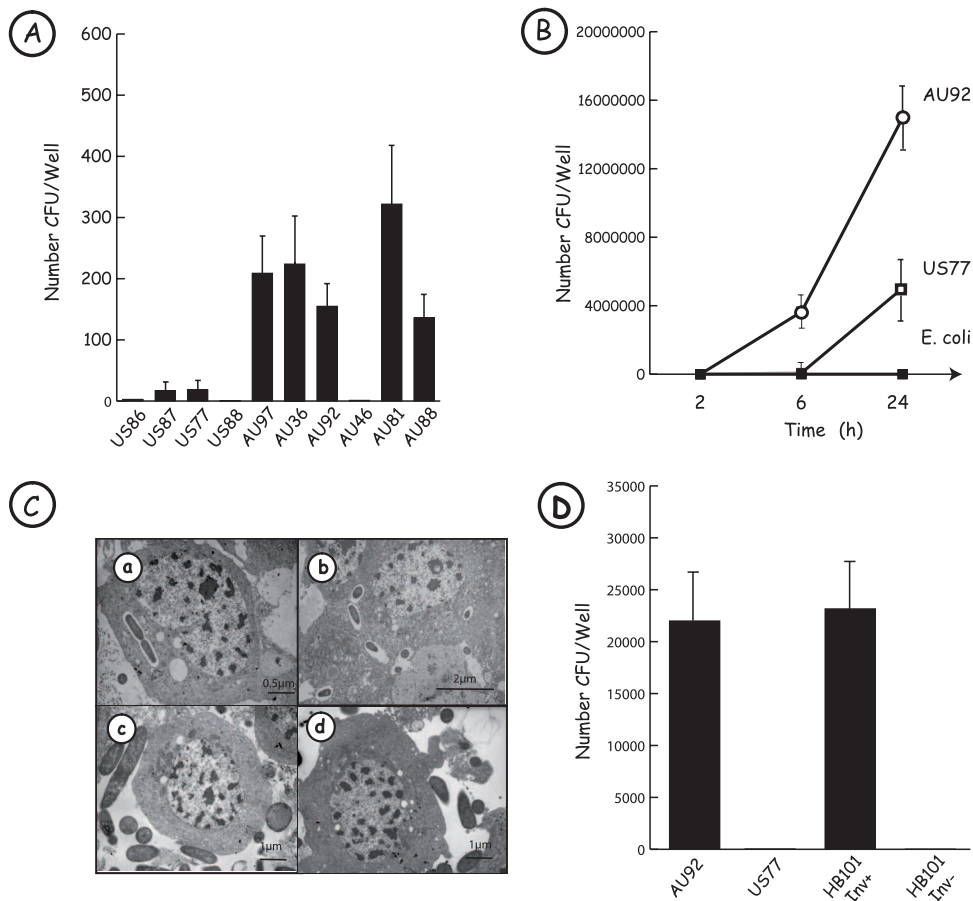 A
Number CFU/Well
600
500
400
300
200
100
0
US86
US87
US77
US88
AU97
AU36
AU92
AU46
AU81
AU88
B
Number CFU/Well
20000000
16000000
12000000
8000000
4000000
0
AU92
US77
E. coli
2
6
24
Time (h)
C
a
0.5µm
b
2µm
c
1µm
d
1µm
D
Number CFU/Well
35000
30000
25000
20000
15000
10000
5000
0
AU92
US77
HB101
Inv+
HB101
Inv-